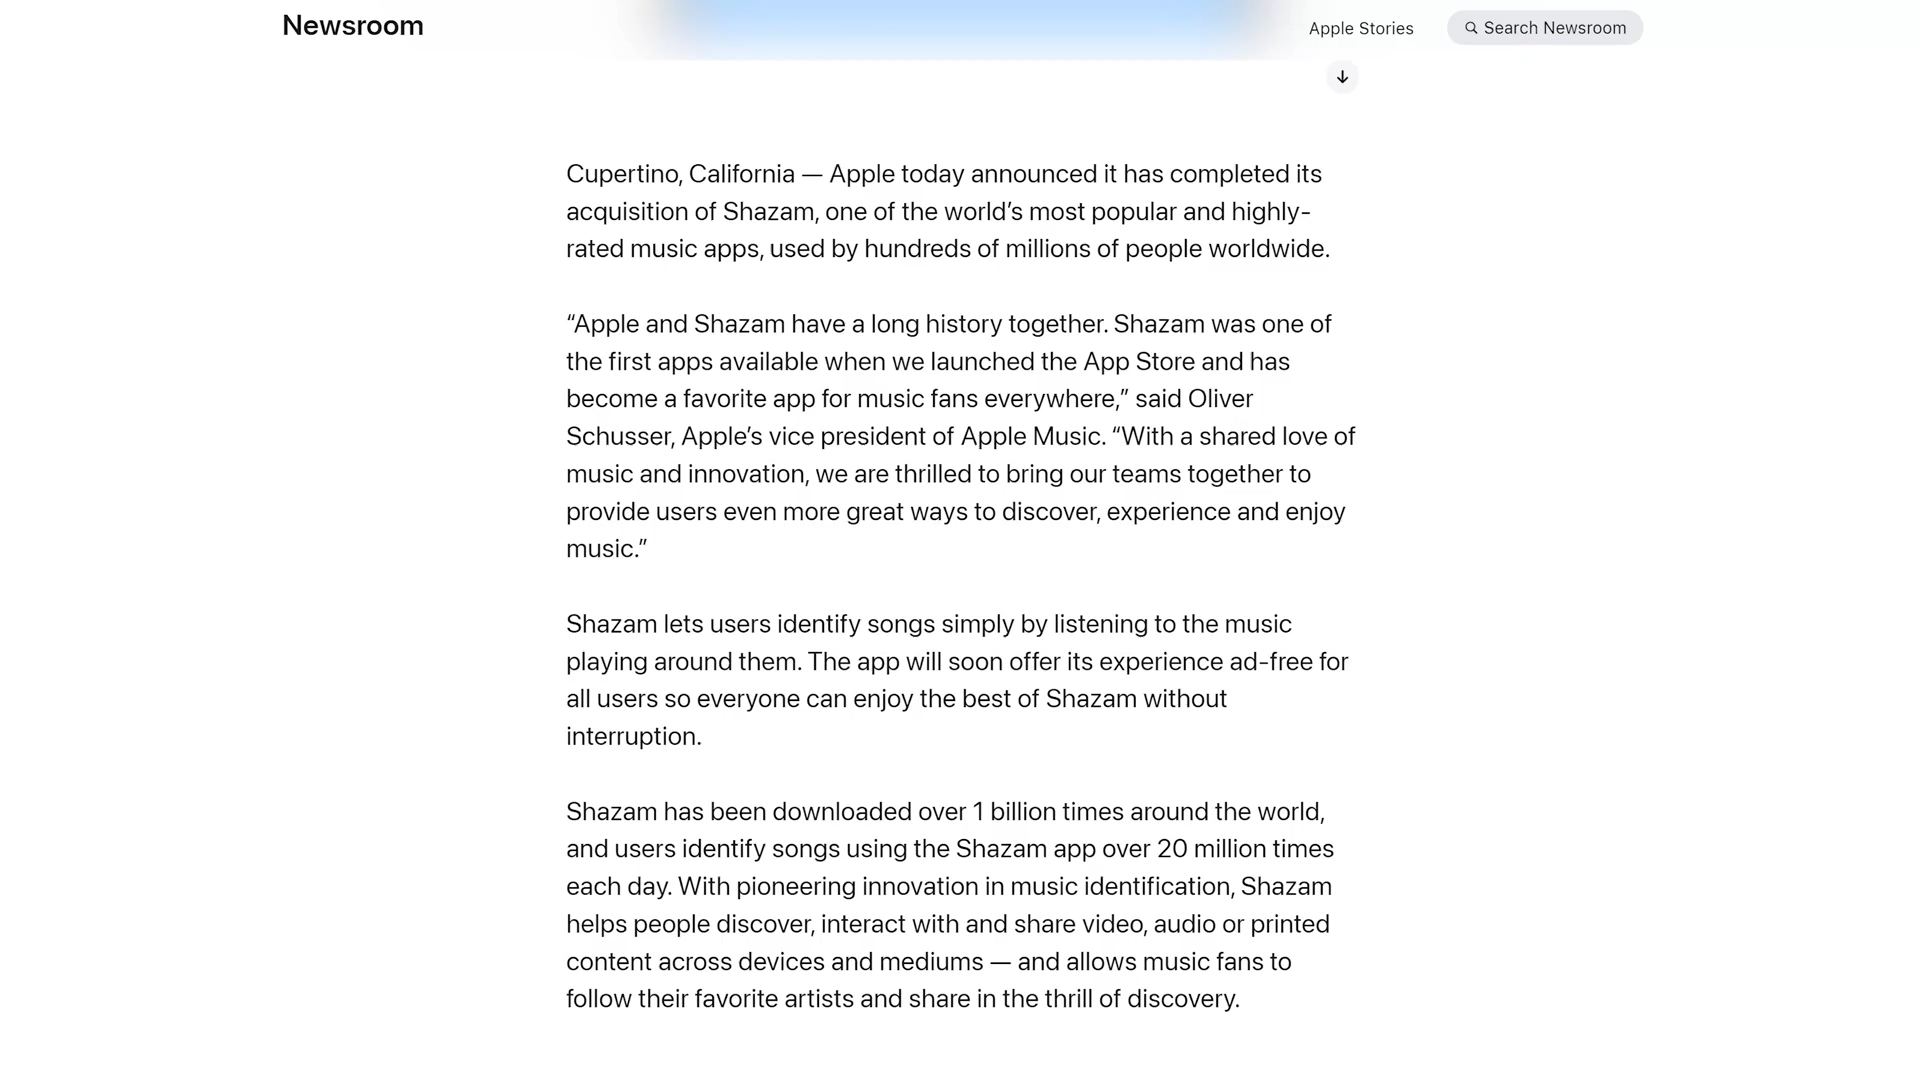 Newsroom
Apple Stories
Search Newsroom
Cupertino, California — Apple today announced it has completed its
acquisition of Shazam, one of the world’s most popular and highly-
rated music apps, used by hundreds of millions of people worldwide.
“Apple and Shazam have a long history together. Shazam was one of
the first apps available when we launched the App Store and has
become a favorite app for music fans everywhere,” said Oliver
Schusser, Apple’s vice president of Apple Music. “With a shared love of
music and innovation, we are thrilled to bring our teams together to
provide users even more great ways to discover, experience and enjoy
music.”
Shazam lets users identify songs simply by listening to the music
playing around them. The app will soon offer its experience ad-free for
all users so everyone can enjoy the best of Shazam without
interruption.
Shazam has been downloaded over 1 billion times around the world,
and users identify songs using the Shazam app over 20 million times
each day. With pioneering innovation in music identification, Shazam
helps people discover, interact with and share video, audio or printed
content across devices and mediums — and allows music fans to
follow their favorite artists and share in the thrill of discovery.